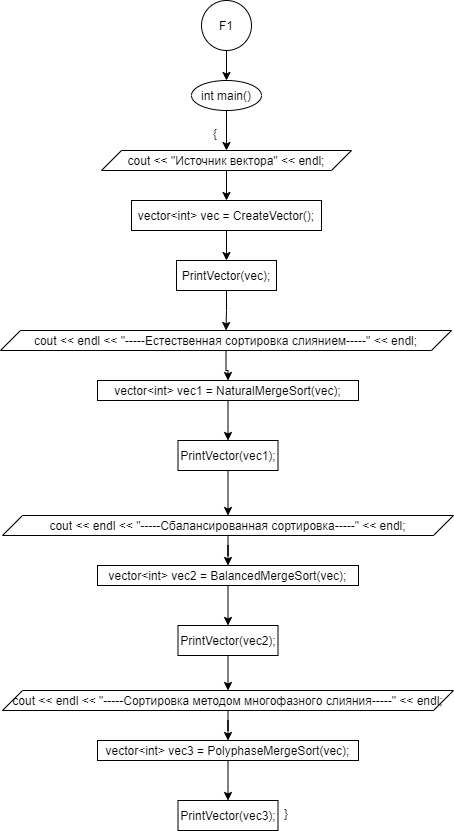 F1
int main()
{
cout << "Источник вектора" << endl;
vector<int> vec = CreateVector();
PrintVector(vec);
cout << endl << "-----Естественная сортировка слиянием-----" << endl;
vector<int> vec1 = NaturalMergeSort(vec);
PrintVector(vec1);
cout << endl << "-----Сбалансированная сортировка-----" << endl;
vector<int> vec2 = BalancedMergeSort(vec);
PrintVector(vec2);
cout << endl << "-----Сортировка методом многофазного слияния-----" << endl;
vector<int> vec3 = PolyphaseMergeSort(vec);
PrintVector(vec3); }